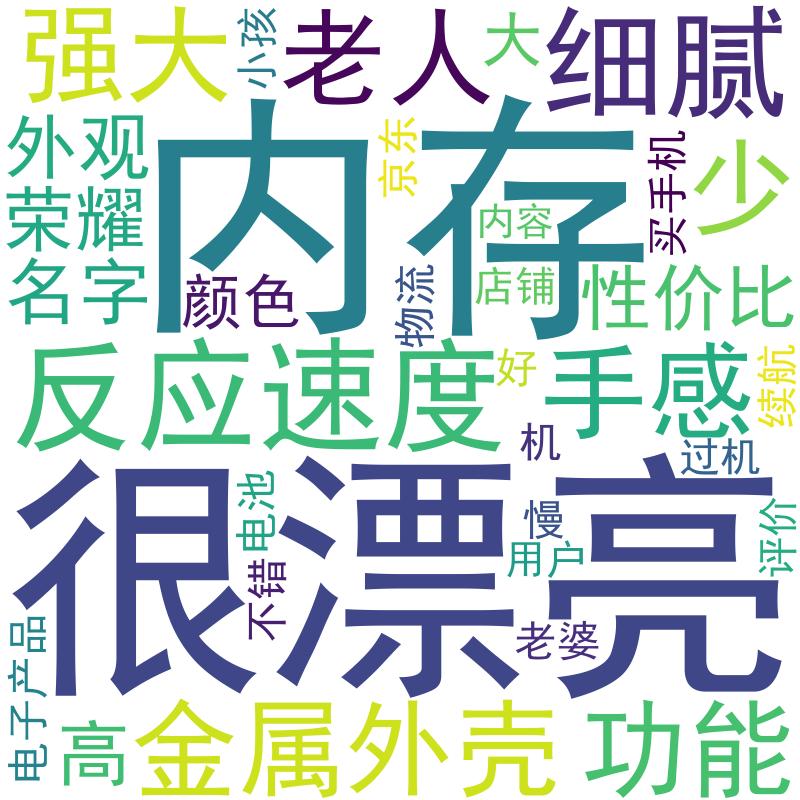 强大
小孩
老人
大
细腻
外观
内存
京东
买手机
少
荣耀
内容
名字
颜色
物流
店铺
性价比
反应速度
好
手感
续航
机
过机
很漂亮
电池
慢
评价
不错
用户
老婆
电子产品
高
金属外壳
功能